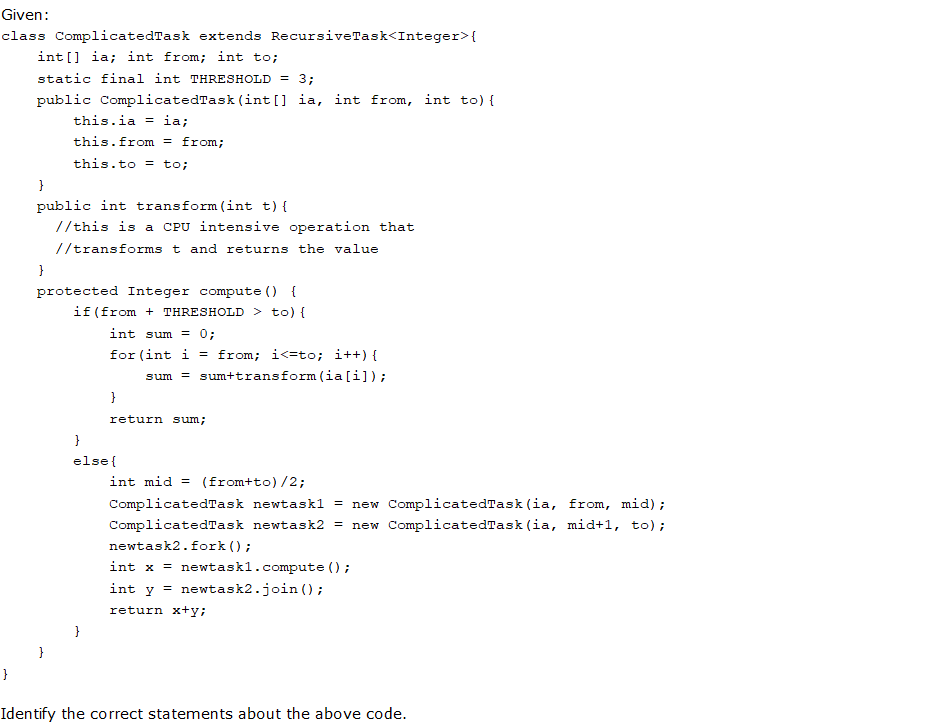 Given:
class ComplicatedTask extends RecursiveTask<Integer>{
    int[] ia; int from; int to;
    static final int THRESHOLD = 3;
    public ComplicatedTask(int[] ia, int from, int to){
        this.ia = ia;
        this.from = from;
        this.to = to;
    }
    public int transform(int t){
      //this is a CPU intensive operation that
      //transforms t and returns the value
    }
    protected Integer compute() {
        if(from + THRESHOLD > to){
            int sum = 0;
            for(int i = from; i<=to; i++){
                sum = sum+transform(ia[i]);
            }
            return sum;
        }
        else{
            int mid = (from+to)/2;
            ComplicatedTask newtask1 = new ComplicatedTask(ia, from, mid);
            ComplicatedTask newtask2 = new ComplicatedTask(ia, mid+1, to);
            newtask2.fork();
            int x = newtask1.compute();
            int y = newtask2.join();
            return x+y;
        }
    }
}
Identify the correct statements about the above code.